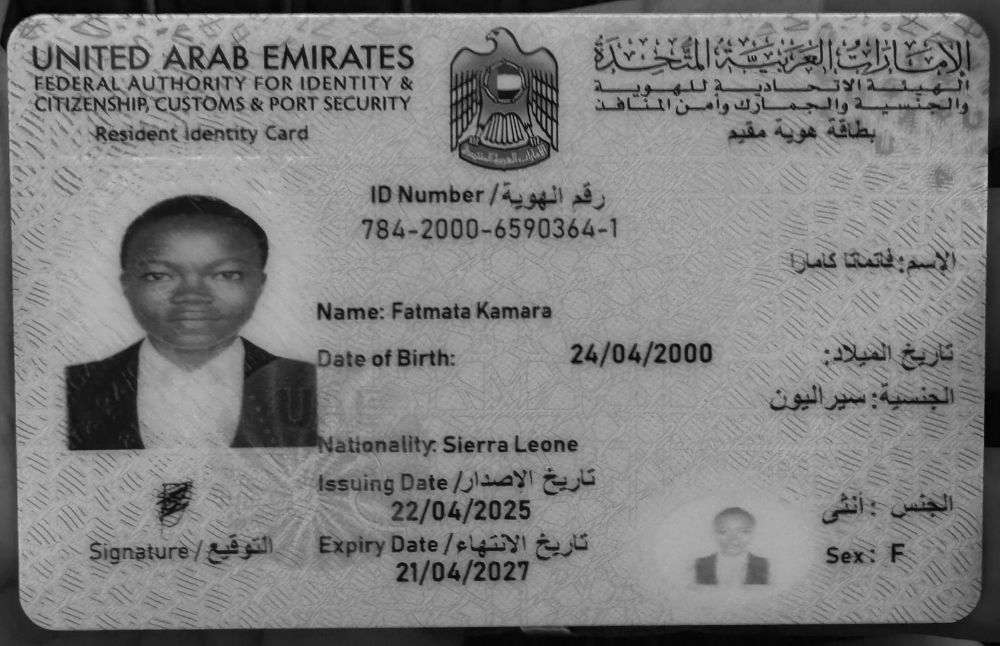 UNITED ARAB EMIRATES
FEDERAL AUTHORITY FOR IDENTITY &
CITIZENSHIP, CUSTOMS & PORT SECURITY
Resident Identity Card
الإمارات العربية المتحدة
الهيئة الاتحادية للهوية
والجنسية والجمارك وأمن المنافذ
بطاقة هوية مقيم
ID Number / رقم الهوية
784-2000-6590364-1
الإسم: فاتماتا كامارا
Name: Fatmata Kamara
Date of Birth: 24/04/2000 تاريخ الميلاد:
الجنسية: سيراليون
Nationality: Sierra Leone
Issuing Date / تاريخ الاصدار
22/04/2025
Expiry Date / تاريخ الانتهاء
21/04/2027
الجنس : أنثى
Sex: F
Signature / التوقيع
UAE